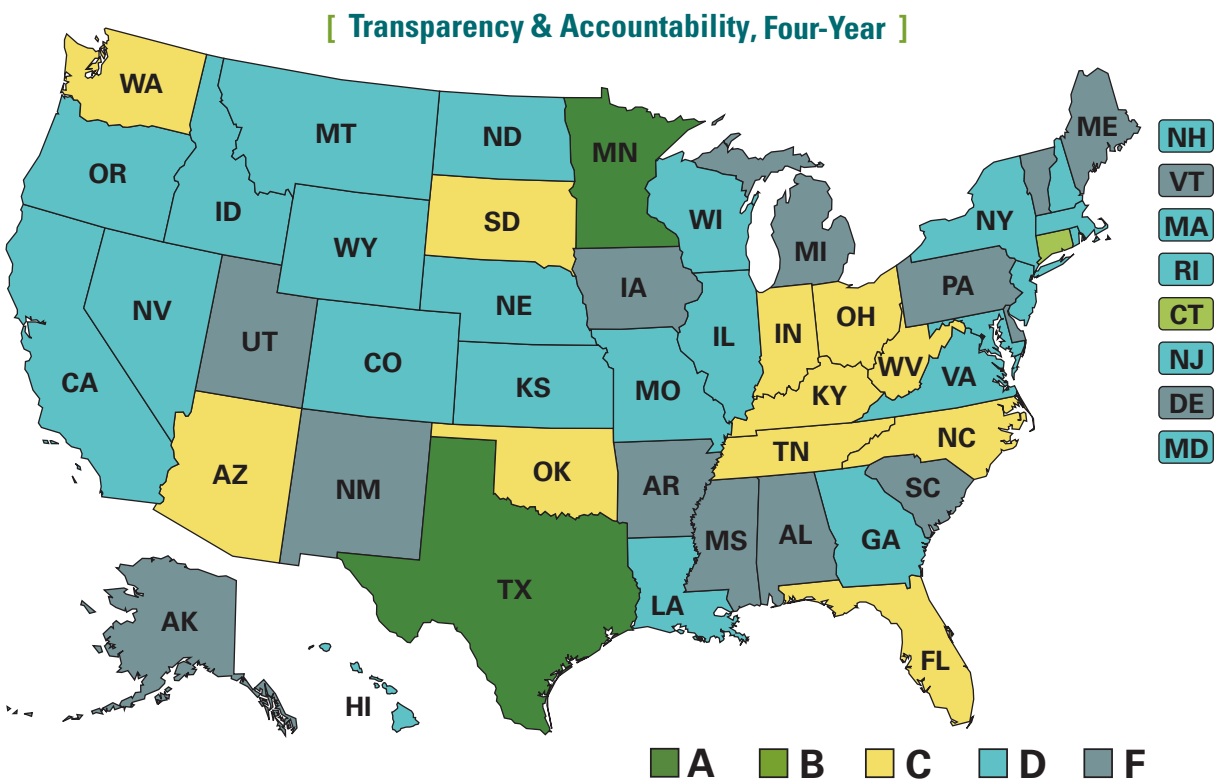 [ Transparency & Accountability, Four-Year ]
WA
MT
ND
MN
ME
OR
ID
WY
SD
WI
MI
NY
NH
VT
MA
RI
CT
NJ
DE
MD
NV
UT
CO
NE
IA
IL
IN
OH
PA
CA
KS
MO
KY
WV
VA
AZ
NM
OK
AR
TN
NC
SC
TX
LA
MS
AL
GA
FL
AK
HI
A B C D F